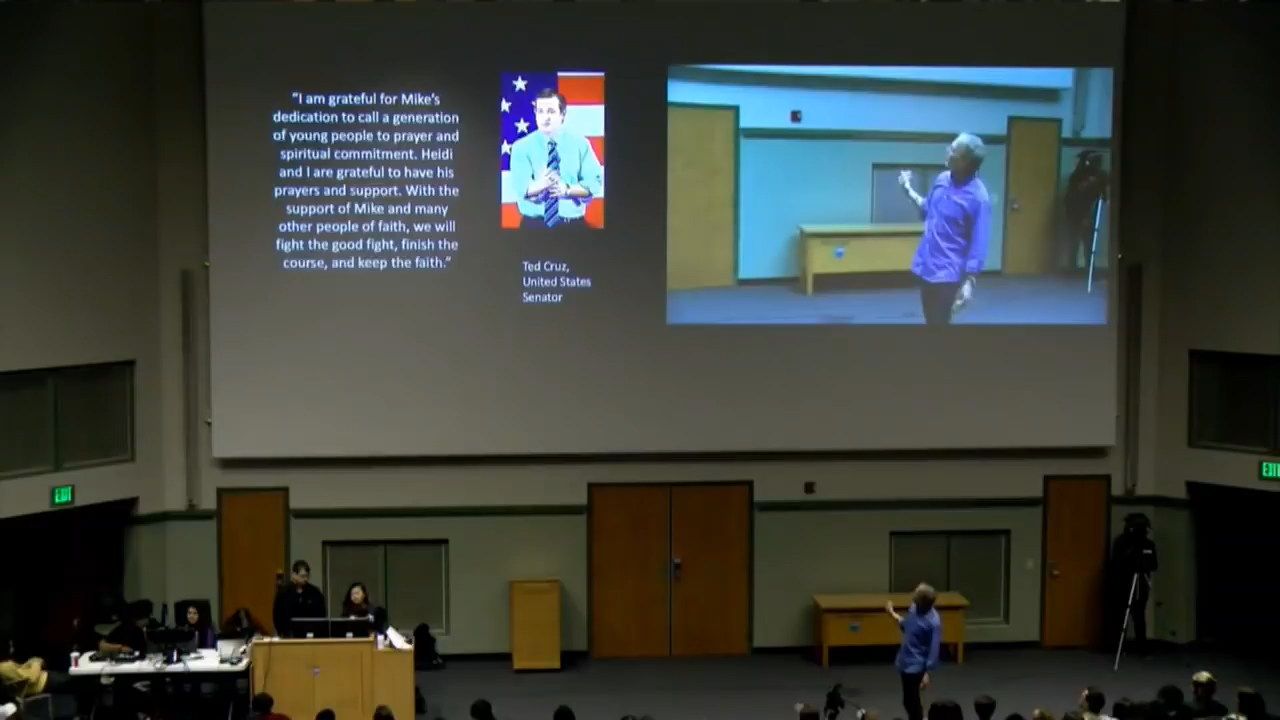 "I am grateful for Mike's
dedication to call a generation
of young people to prayer and
spiritual commitment. Heidi
and I are grateful to have his
prayers and support. With the
support of Mike and many
other people of faith, we will
fight the good fight, finish the
course, and keep the faith."
Ted Cruz,
United States
Senator
EXIT
EXIT